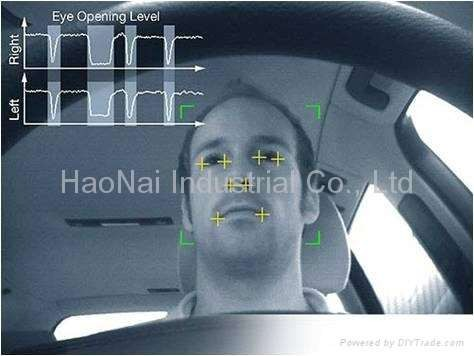 Eye Opening Level
Right
Left
HaoNai Industrial Co., Ltd
Powered by DIYTrade.com